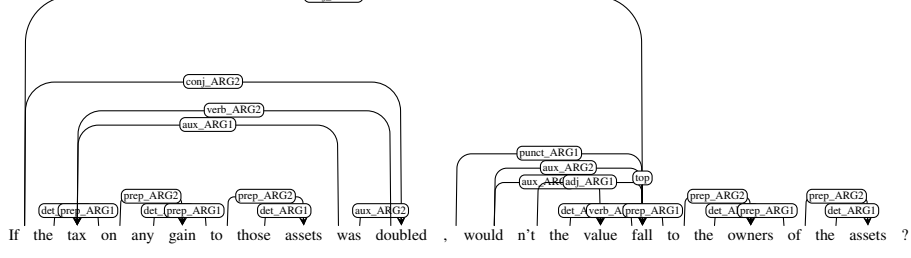 conj_ARG2
verb_ARG2
aux_ARG1
punct_ARG1
aux_ARG2
adj_ARG1 top
prep_ARG2 prep_ARG2 prep_ARG2 prep_ARG2
prep_ARG1 prep_ARG1 det_ARG1 aux_ARG2 prep_ARG1 prep_ARG1 det_ARG1
If the tax on any gain to those assets was doubled , would n't the value fall to the owners of the assets ?